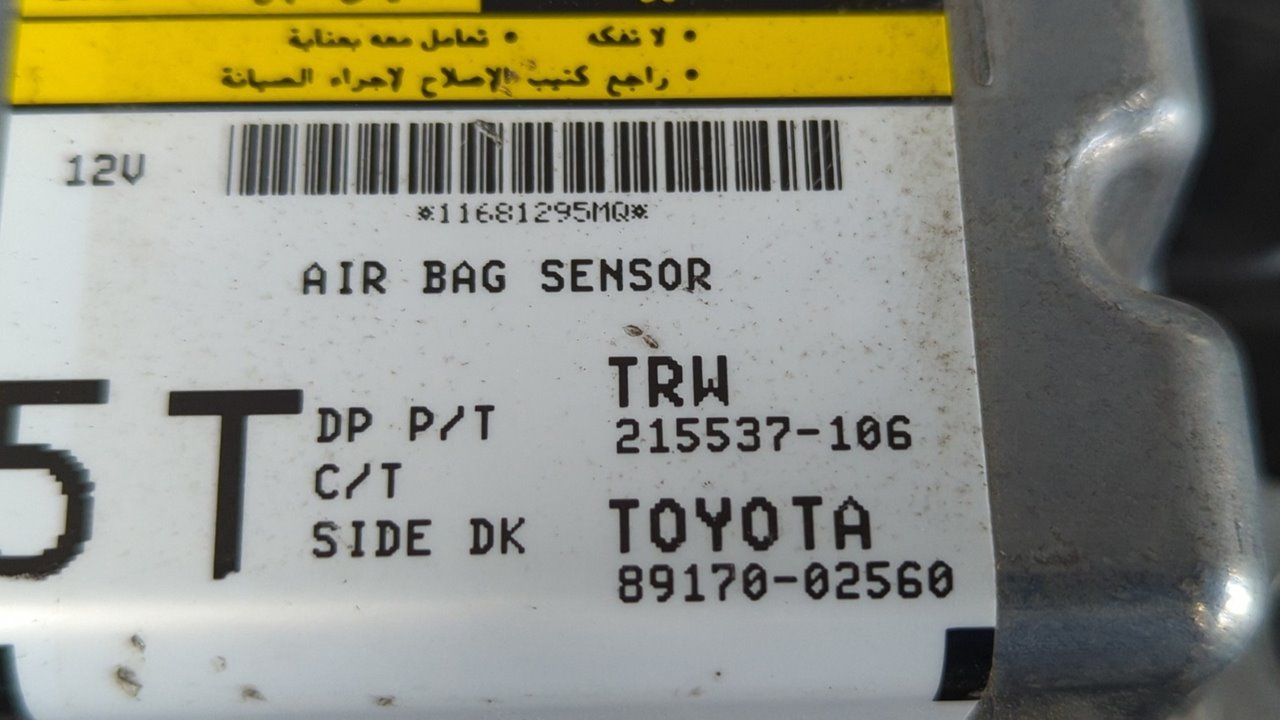 • لا تفكه • تعامل معه بعناية
• راجع كتيب الإصلاح لاجراء الصيانة
12V
*11681295MQ*
AIR BAG SENSOR
TRW
5T DP P/T 215537-106
C/T
TOYOTA
SIDE DK
89170-02560